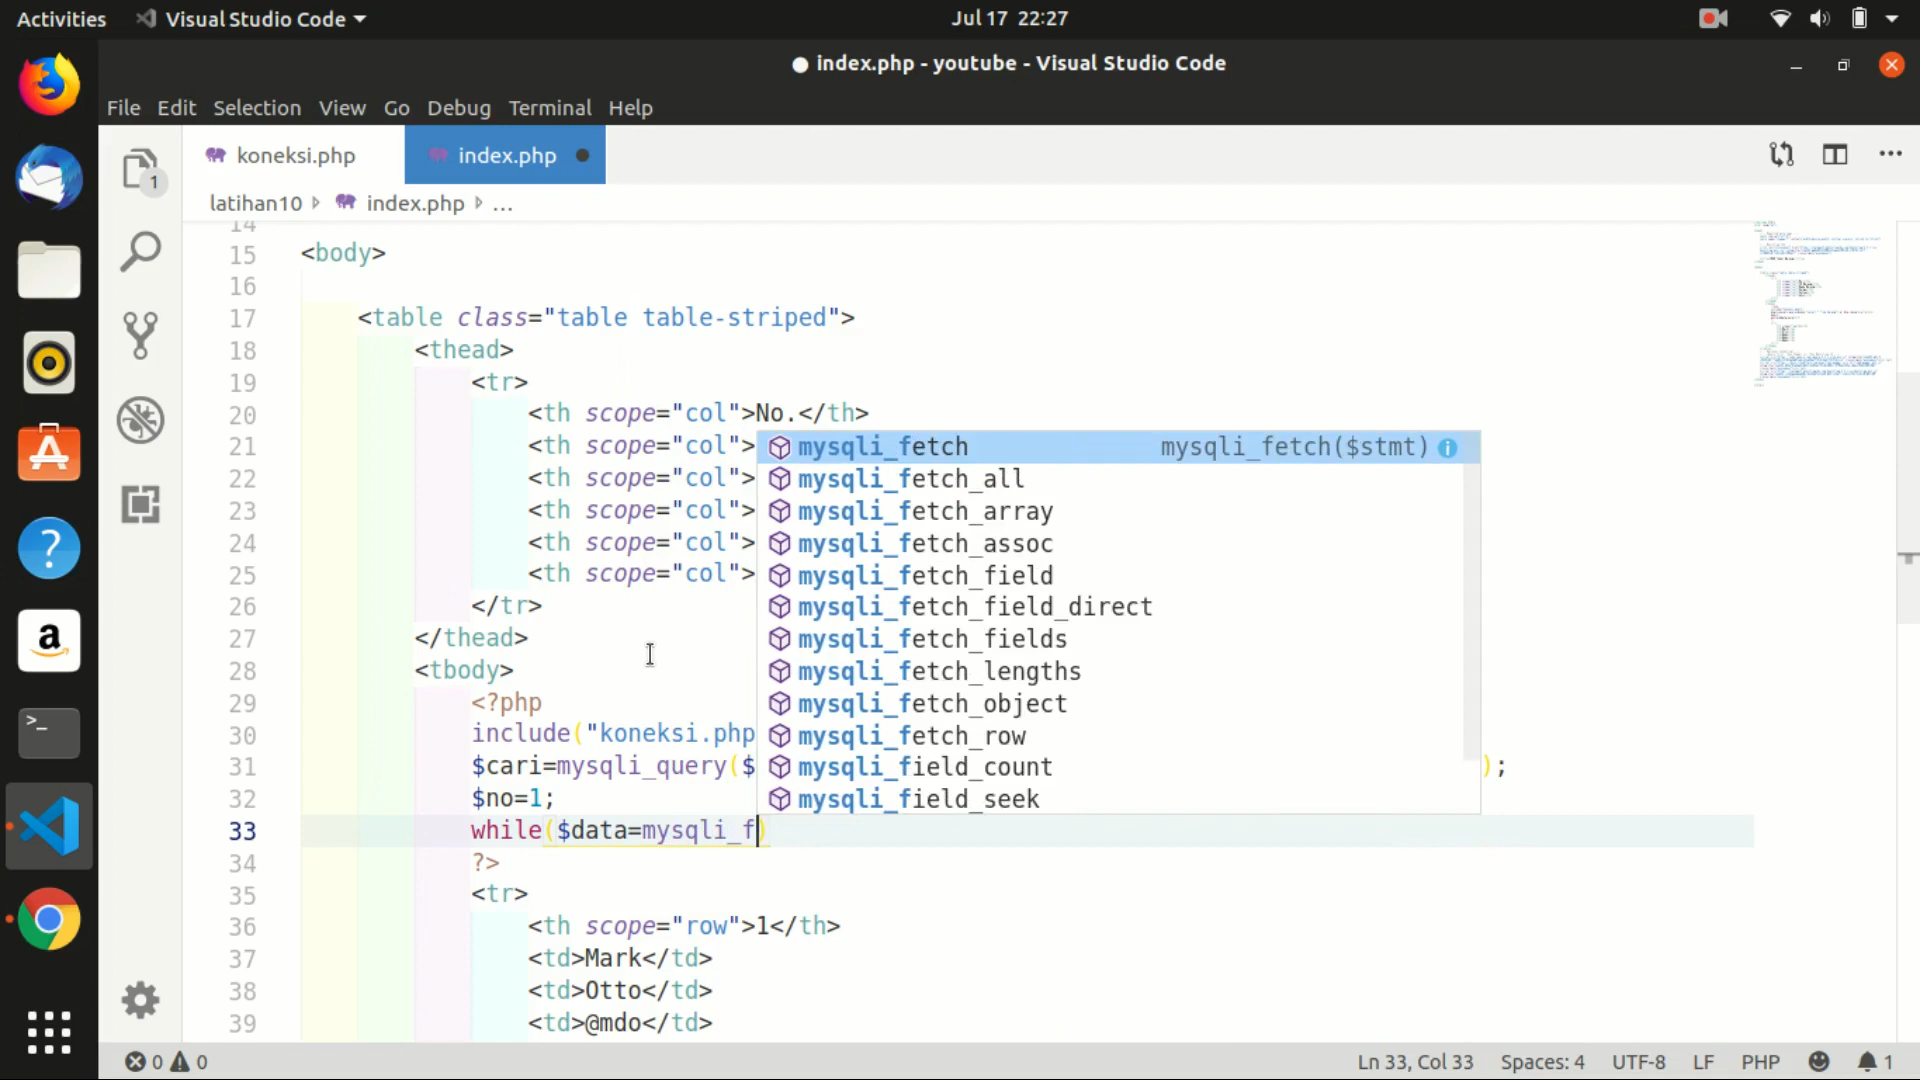 Activities Visual Studio Code Jul 17 22:27
index.php - youtube - Visual Studio Code
File Edit Selection View Go Debug Terminal Help
koneksi.php index.php
1
latihan10 index.php ...
14
15 <body>
16
17 <table class="table table-striped">
18 <thead>
19 <tr>
20 <th scope="col">No.</th>
21 <th scope="col">
22 <th scope="col">
23 <th scope="col">
24 <th scope="col">
25 <th scope="col">
26 </tr>
27 </thead>
28 <tbody>
29 <?php
30 include("koneksi.php
31 $cari=mysqli_query($ );
32 $no=1;
33 while($data=mysqli_f)
34 ?>
35 <tr>
36 <th scope="row">1</th>
37 <td>Mark</td>
38 <td>Otto</td>
39 <td>@mdo</td>
mysqli_fetch mysqli_fetch($stmt)
mysqli_fetch_all
mysqli_fetch_array
mysqli_fetch_assoc
mysqli_fetch_field
mysqli_fetch_field_direct
mysqli_fetch_fields
mysqli_fetch_lengths
mysqli_fetch_object
mysqli_fetch_row
mysqli_field_count
mysqli_field_seek
0 0 Ln 33, Col 33 Spaces: 4 UTF-8 LF PHP 1